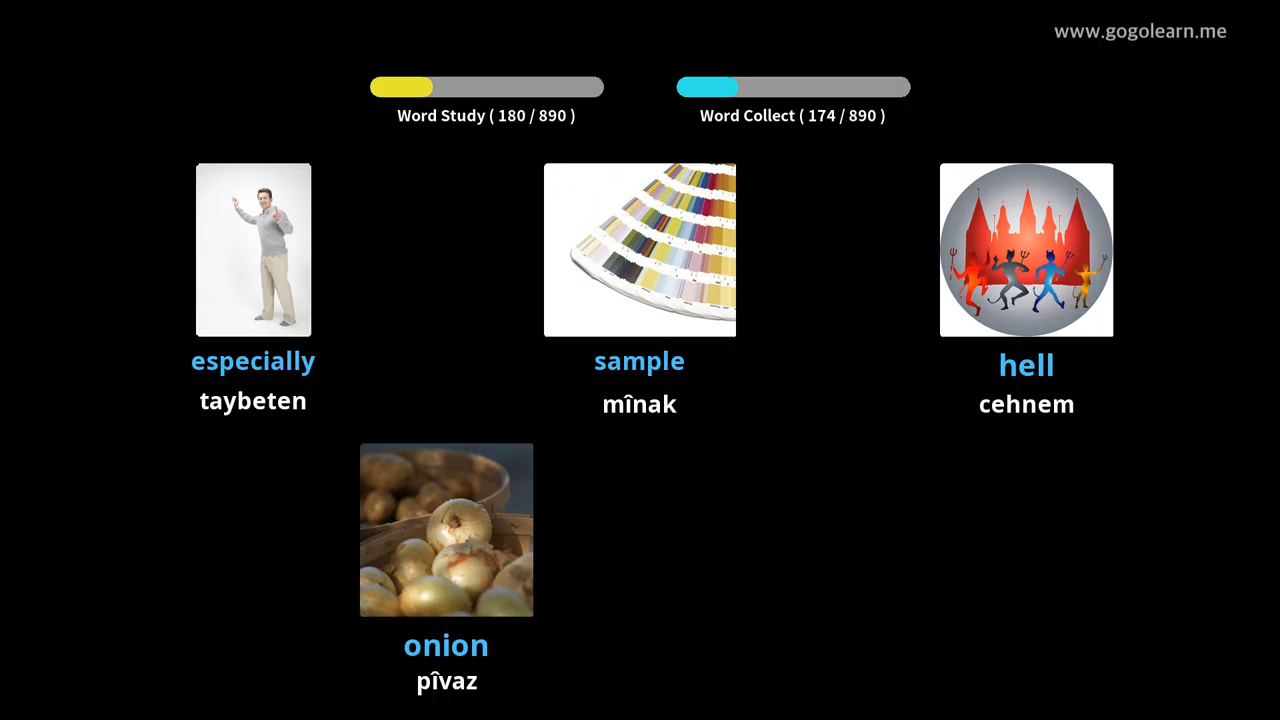 www.gogolearn.me
Word Study ( 180 / 890 )
Word Collect ( 174 / 890 )
especially
sample
hell
taybeten
mînak
cehnem
onion
pîvaz